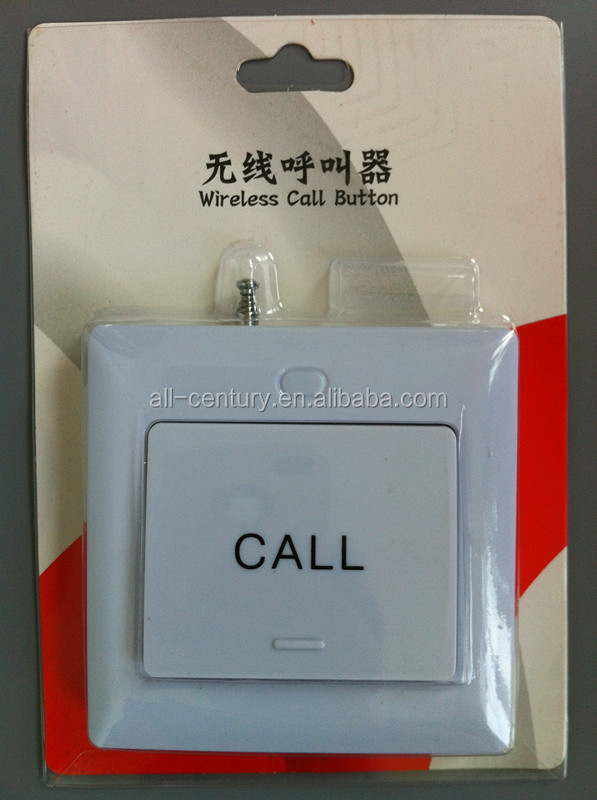 无线呼叫器
Wireless Call Button
all-century.en.alibaba.com
CALL